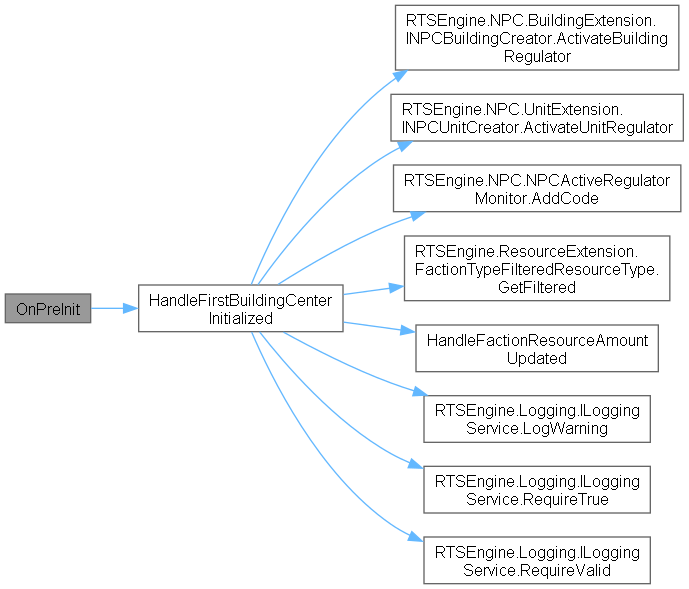 RTSEngine.NPC.BuildingExtension.
INPCBuildingCreator.ActivateBuilding
Regulator
RTSEngine.NPC.UnitExtension.
INPCUnitCreator.ActivateUnitRegulator
RTSEngine.NPC.NPCActiveRegulator
Monitor.AddCode
RTSEngine.ResourceExtension.
FactionTypeFilteredResourceType.
GetFiltered
OnPreInit
HandleFirstBuildingCenter
Initialized
HandleFactionResourceAmount
Updated
RTSEngine.Logging.ILogging
Service.LogWarning
RTSEngine.Logging.ILogging
Service.RequireTrue
RTSEngine.Logging.ILogging
Service.RequireValid